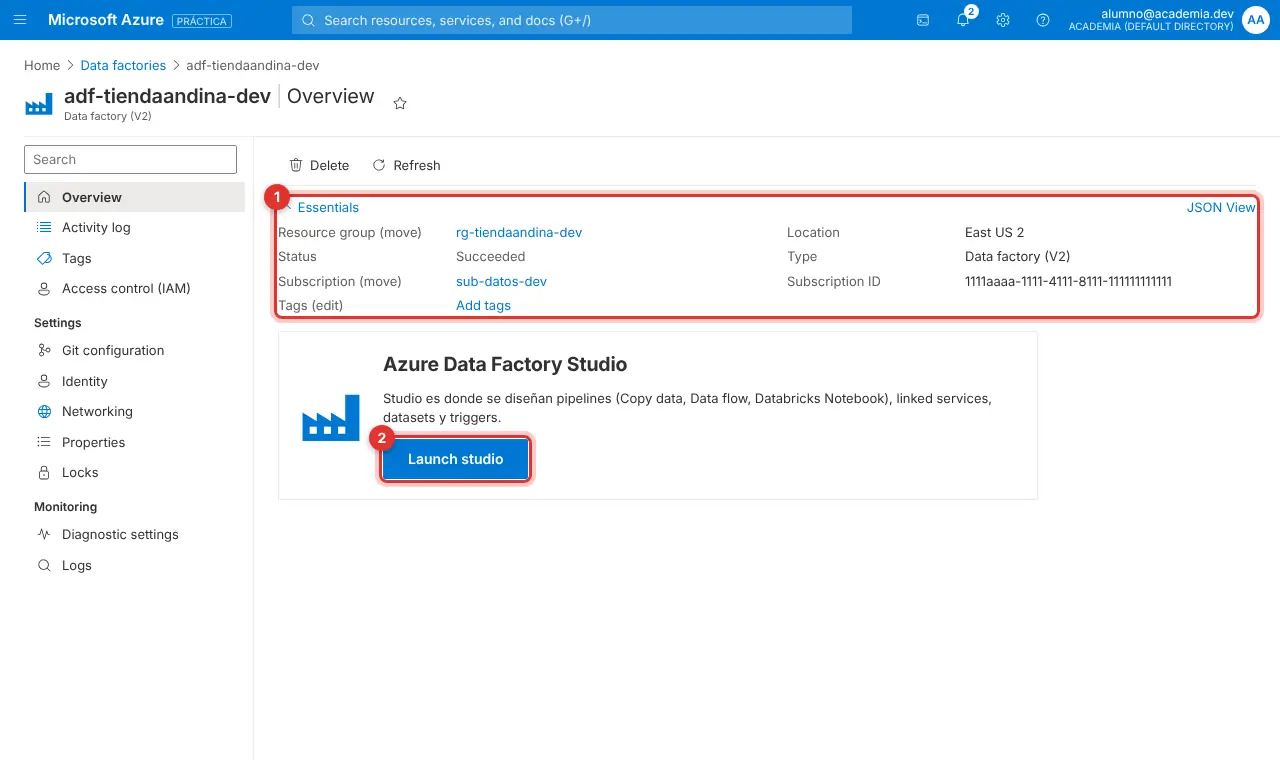 Microsoft Azure PRÁCTICA
Search resources, services, and docs (G+/)
2
alumno@academia.dev
ACADEMIA (DEFAULT DIRECTORY)
AA
Home > Data factories > adf-tiendaandina-dev
adf-tiendaandina-dev | Overview
Data factory (V2)
Search
Overview
Activity log
Tags
Access control (IAM)
Settings
Git configuration
Identity
Networking
Properties
Locks
Monitoring
Diagnostic settings
Logs
Delete Refresh
1
Essentials JSON View
Resource group (move) rg-tiendaandina-dev Location East US 2
Status Succeeded Type Data factory (V2)
Subscription (move) sub-datos-dev Subscription ID 1111aaaa-1111-4111-8111-111111111111
Tags (edit) Add tags
Azure Data Factory Studio
Studio es donde se diseñan pipelines (Copy data, Data flow, Databricks Notebook), linked services,
datasets y triggers.
2
Launch studio